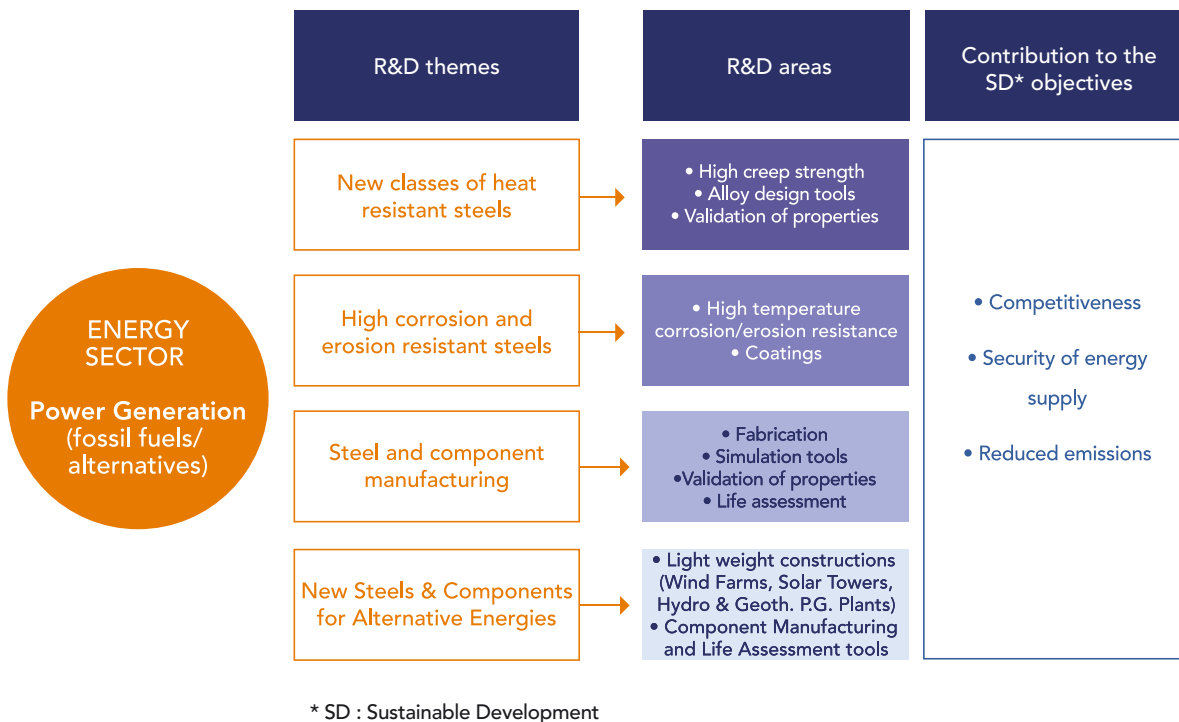 R&D themes
R&D areas
Contribution to the
SD* objectives
ENERGY
SECTOR
Power Generation
(fossil fuels/
alternatives)
New classes of heat
resistant steels
• High creep strength
• Alloy design tools
• Validation of properties
High corrosion and
erosion resistant steels
• High temperature
corrosion/erosion resistance
• Coatings
Steel and component
manufacturing
• Fabrication
• Simulation tools
•Validation of properties
• Life assessment
New Steels & Components
for Alternative Energies
• Light weight constructions
(Wind Farms, Solar Towers,
Hydro & Geoth. P.G. Plants)
• Component Manufacturing
and Life Assessment tools
• Competitiveness
• Security of energy
supply
• Reduced emissions
* SD : Sustainable Development